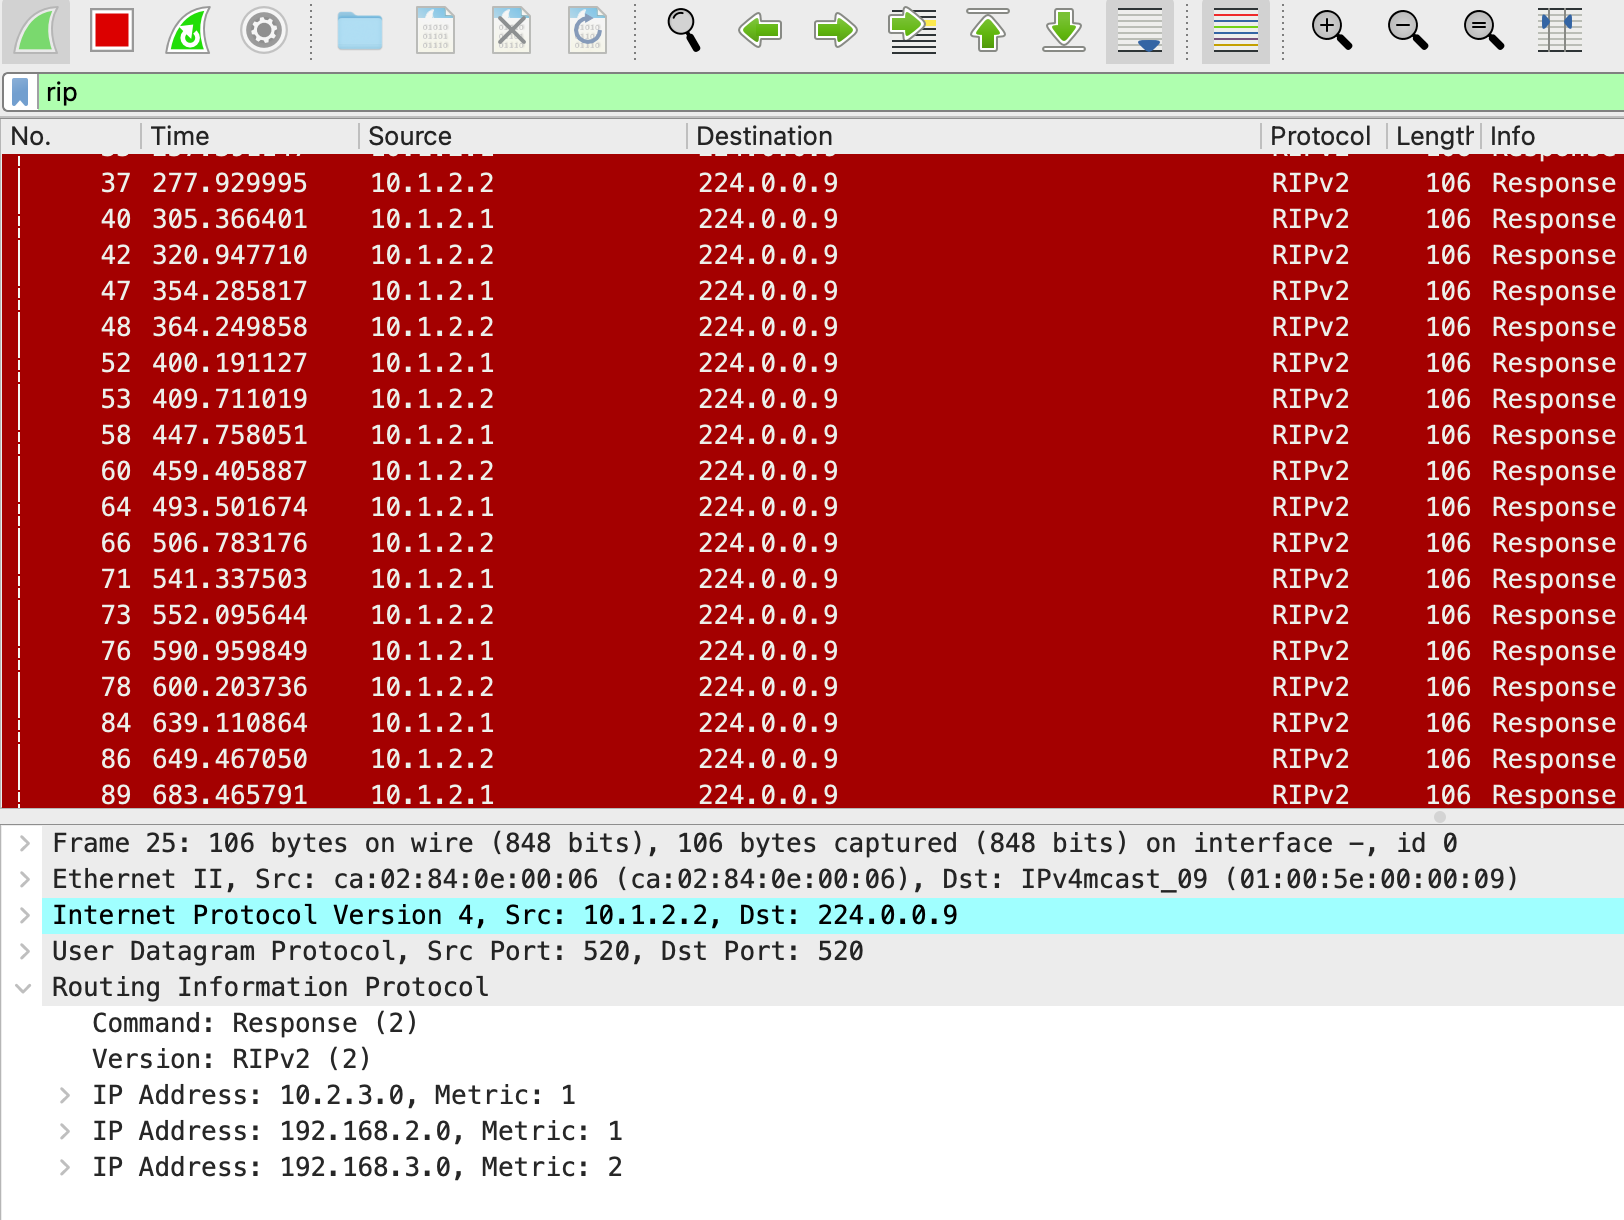 rip
No. Time Source Destination Protocol Length Info
37 277.929995 10.1.2.2 224.0.0.9 RIPv2 106 Response
40 305.366401 10.1.2.1 224.0.0.9 RIPv2 106 Response
42 320.947710 10.1.2.2 224.0.0.9 RIPv2 106 Response
47 354.285817 10.1.2.1 224.0.0.9 RIPv2 106 Response
48 364.249858 10.1.2.2 224.0.0.9 RIPv2 106 Response
52 400.191127 10.1.2.1 224.0.0.9 RIPv2 106 Response
53 409.711019 10.1.2.2 224.0.0.9 RIPv2 106 Response
58 447.758051 10.1.2.1 224.0.0.9 RIPv2 106 Response
60 459.405887 10.1.2.2 224.0.0.9 RIPv2 106 Response
64 493.501674 10.1.2.1 224.0.0.9 RIPv2 106 Response
66 506.783176 10.1.2.2 224.0.0.9 RIPv2 106 Response
71 541.337503 10.1.2.1 224.0.0.9 RIPv2 106 Response
73 552.095644 10.1.2.2 224.0.0.9 RIPv2 106 Response
76 590.959849 10.1.2.1 224.0.0.9 RIPv2 106 Response
78 600.203736 10.1.2.2 224.0.0.9 RIPv2 106 Response
84 639.110864 10.1.2.1 224.0.0.9 RIPv2 106 Response
86 649.467050 10.1.2.2 224.0.0.9 RIPv2 106 Response
89 683.465791 10.1.2.1 224.0.0.9 RIPv2 106 Response
Frame 25: 106 bytes on wire (848 bits), 106 bytes captured (848 bits) on interface -, id 0
Ethernet II, Src: ca:02:84:0e:00:06 (ca:02:84:0e:00:06), Dst: IPv4mcast_09 (01:00:5e:00:00:09)
Internet Protocol Version 4, Src: 10.1.2.2, Dst: 224.0.0.9
User Datagram Protocol, Src Port: 520, Dst Port: 520
Routing Information Protocol
Command: Response (2)
Version: RIPv2 (2)
IP Address: 10.2.3.0, Metric: 1
IP Address: 192.168.2.0, Metric: 1
IP Address: 192.168.3.0, Metric: 2